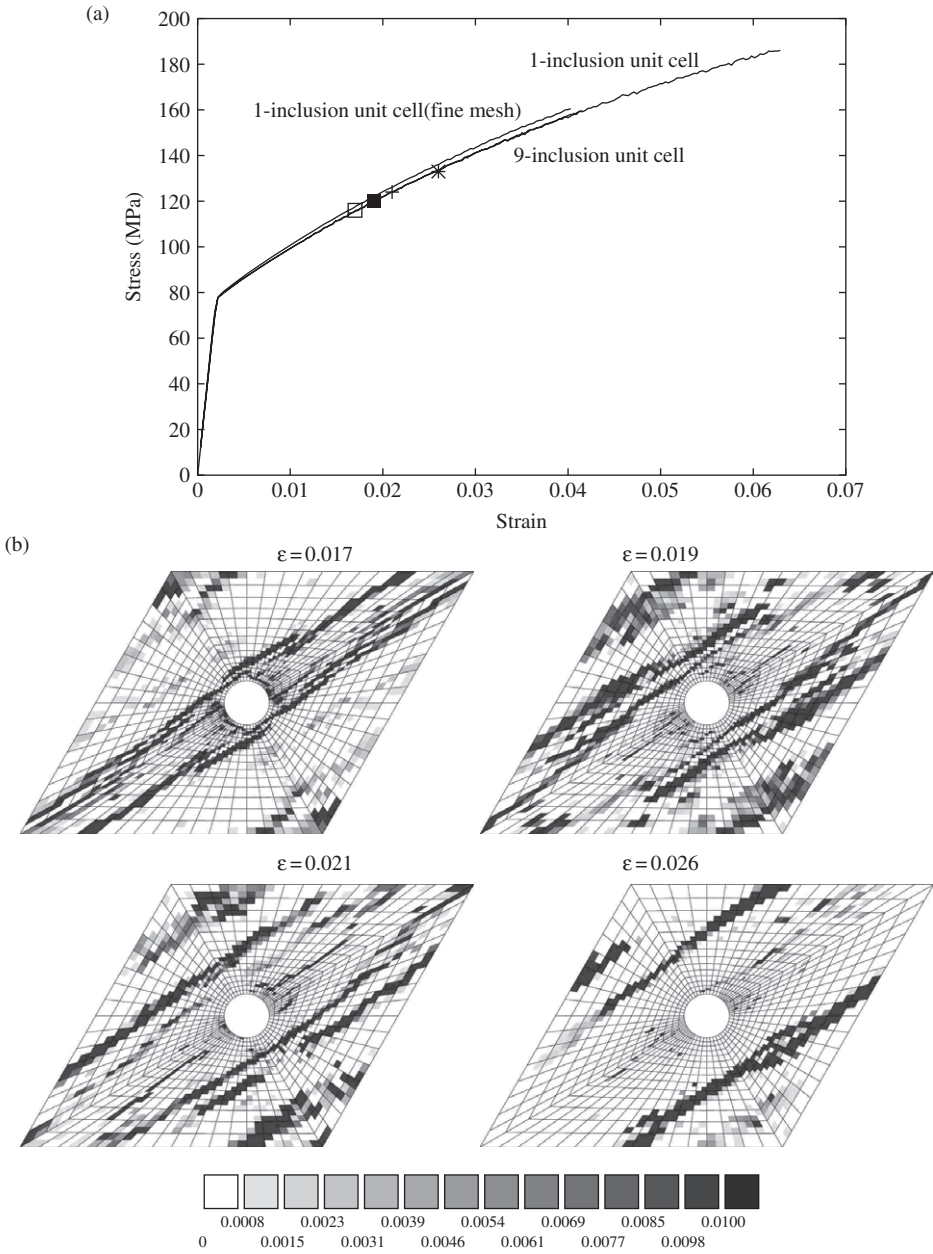 (a)
200
180
160
140
120
100
80
60
40
20
0
Stress (MPa)
1-inclusion unit cell
1-inclusion unit cell(fine mesh)
9-inclusion unit cell
0 0.01 0.02 0.03 0.04 0.05 0.06 0.07
Strain
(b)
ε=0.017
ε=0.019
ε=0.021
ε=0.026
0.0008 0.0023 0.0039 0.0054 0.0069 0.0085 0.0100
0 0.0015 0.0031 0.0046 0.0061 0.0077 0.0098